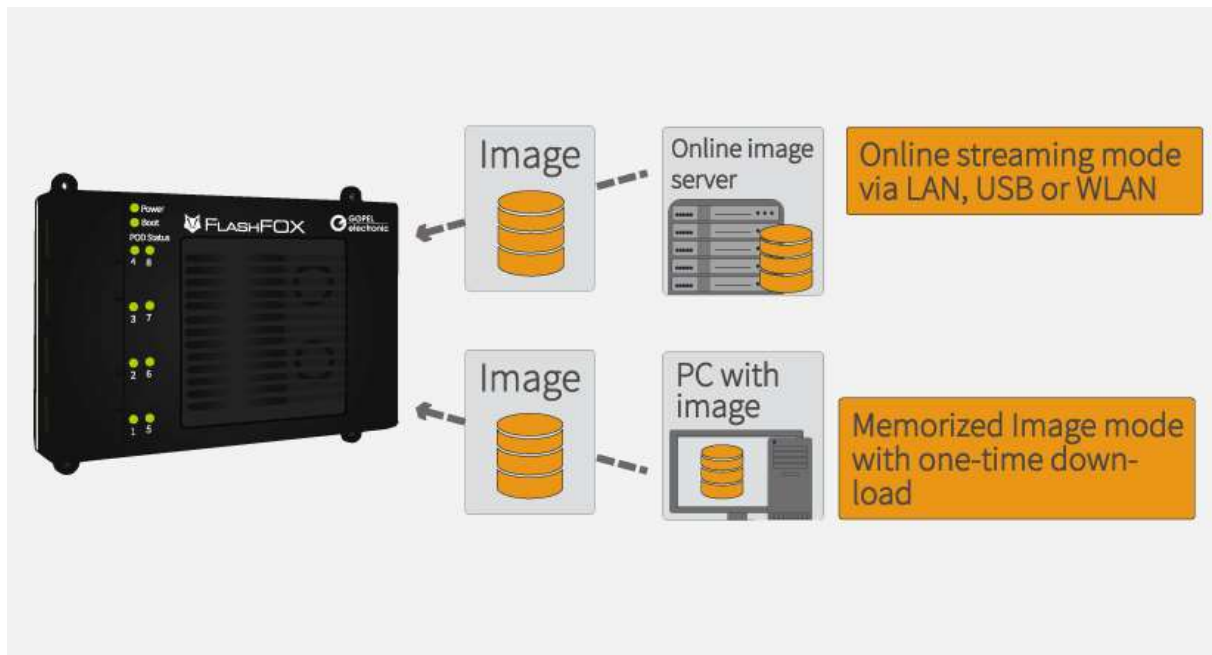 Power
Boot
POD Status
4 8
3 7
2 6
1 5
FLASHFOX
GOPEL
electronic
Image
Online image
server
Online streaming mode
via LAN, USB or WLAN
Image
PC with
image
Memorized Image mode
with one-time down-
load